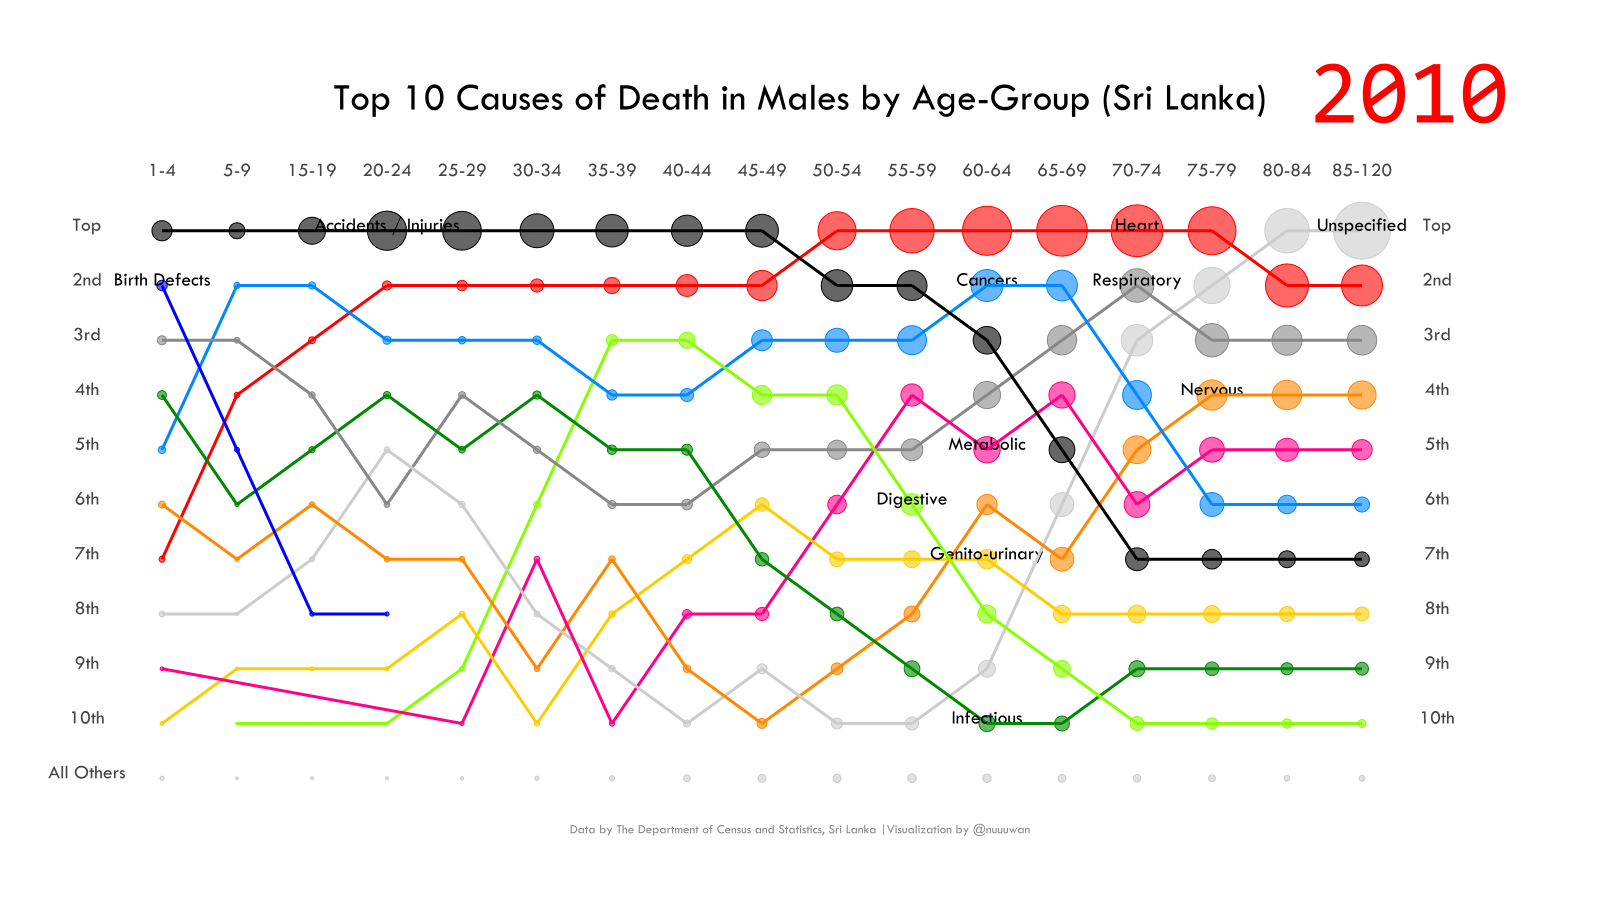 Top 10 Causes of Death in Males by Age-Group (Sri Lanka)
2010
1-4 5-9 15-19 20-24 25-29 30-34 35-39 40-44 45-49 50-54 55-59 60-64 65-69 70-74 75-79 80-84 85-120
Top Accidents / Injuries Heart Unspecified Top
2nd Birth Defects Cancers Respiratory 2nd
3rd 3rd
4th Nervous 4th
5th Metabolic 5th
6th Digestive 6th
7th Genito-urinary 7th
8th 8th
9th 9th
10th Infectious 10th
All Others
Data by The Department of Census and Statistics, Sri Lanka | Visualization by @nuuuwan